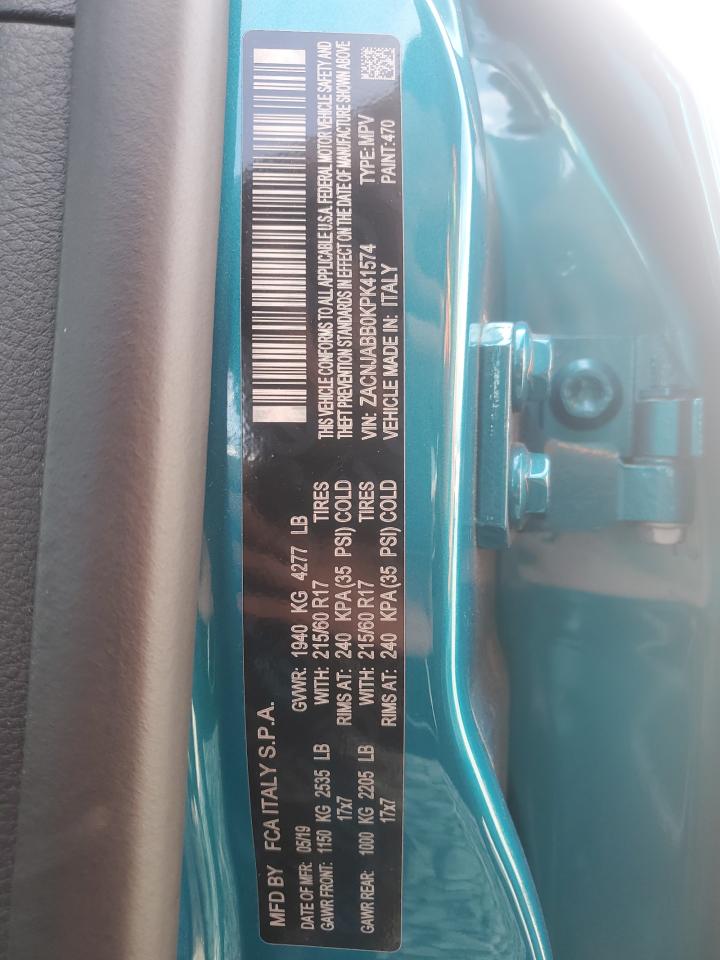 MFD BY FCA ITALY S.P.A.
DATE OF MFR: 05/19 GVWR: 1940 KG 4277 LB
GAWR FRONT: 1150 KG 2535 LB WITH: 215/60 R17 TIRES
17x7 RIMS AT: 240 KPA(35 PSI) COLD
GAWR REAR: 1000 KG 2205 LB WITH: 215/60 R17 TIRES
17x7 RIMS AT: 240 KPA(35 PSI) COLD
THIS VEHICLE CONFORMS TO ALL APPLICABLE U.S.A. FEDERAL MOTOR VEHICLE SAFETY AND
THEFT PREVENTION STANDARDS IN EFFECT ON THE DATE OF MANUFACTURE SHOWN ABOVE
VIN: ZACNJABB0KPK41574 TYPE: MPV
VEHICLE MADE IN: ITALY PAINT: 470